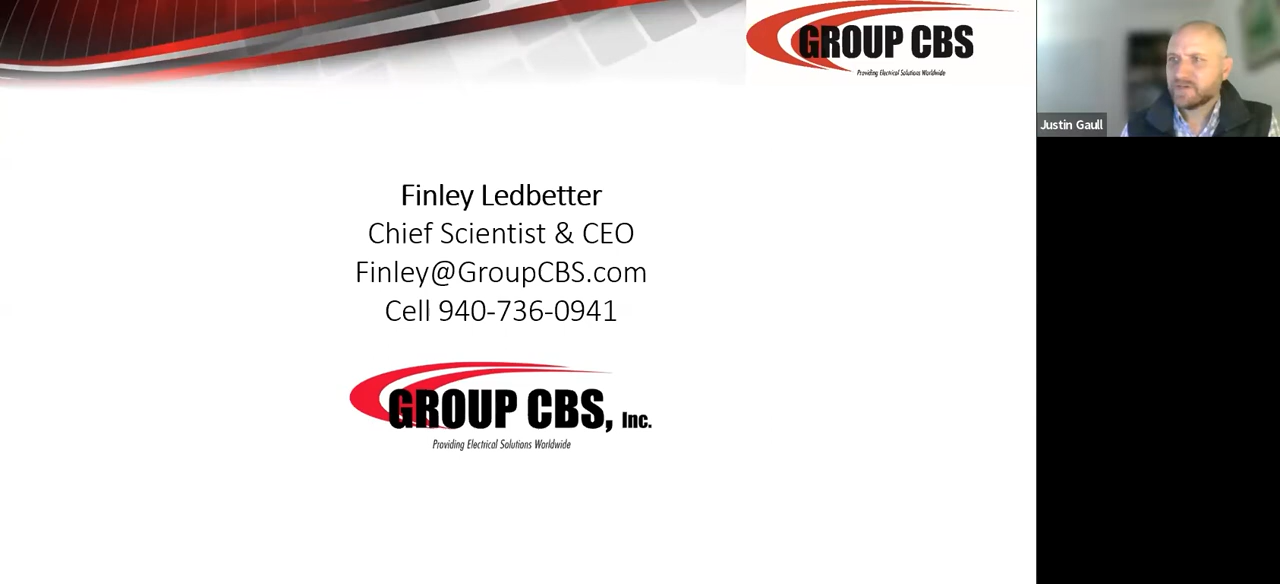 GROUP CBS
Providing Electrical Solutions Worldwide
Justin Gaull
Finley Ledbetter
Chief Scientist & CEO
Finley@GroupCBS.com
Cell 940-736-0941
GROUP CBS, Inc.
Providing Electrical Solutions Worldwide